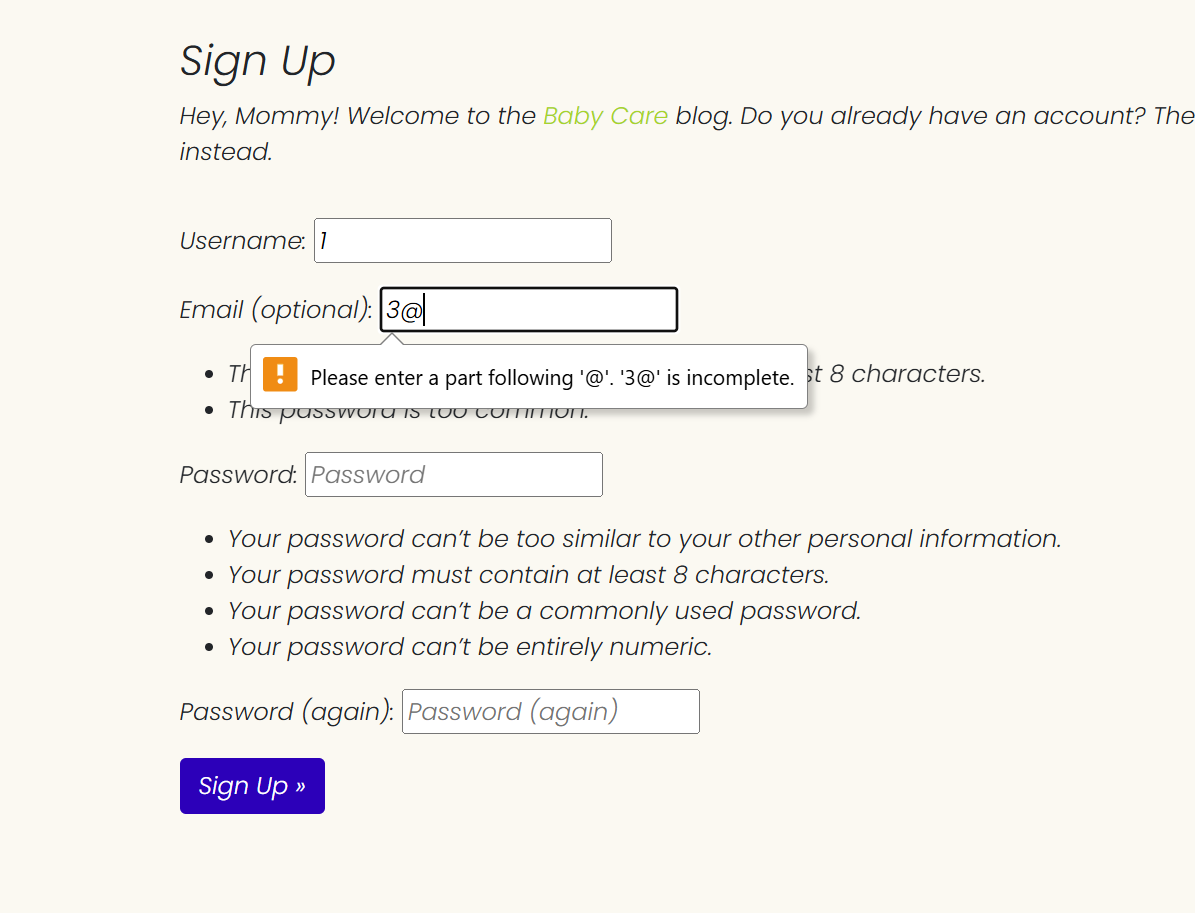 Sign Up
Hey, Mommy! Welcome to the Baby Care blog. Do you already have an account? The
instead.
Username: 1
Email (optional): 3@
Please enter a part following '@'. '3@' is incomplete.
8 characters.
This password is too common.
Password: Password
Your password can’t be too similar to your other personal information.
Your password must contain at least 8 characters.
Your password can’t be a commonly used password.
Your password can’t be entirely numeric.
Password (again): Password (again)
Sign Up »